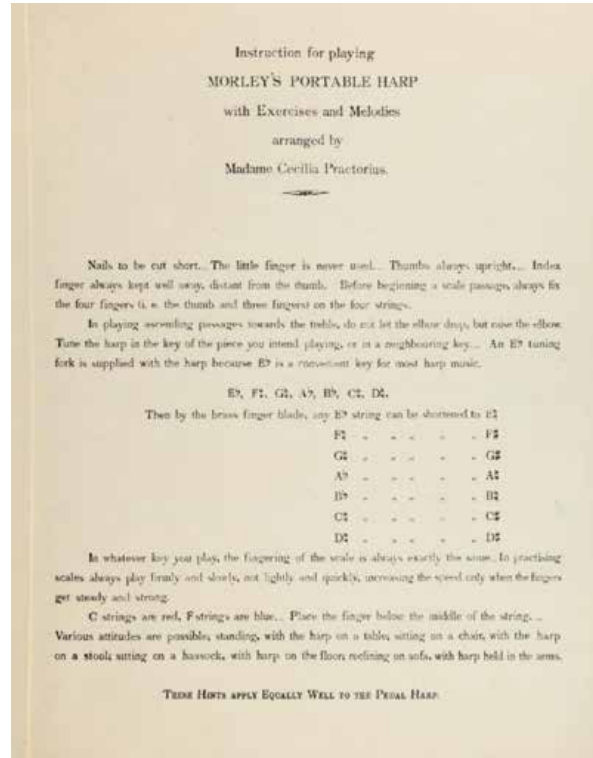 Instruction for playing
MORLEY'S PORTABLE HARP
with Exercises and Melodies
arranged by
Madame Cecilia Praetorius.
Nails to be cut short... The little finger is never used... Thumbs always upright.... Index
finger always kept well away, distant from the thumb. Before beginning a scale passage, always fix
the four fingers (i. e. the thumb and three fingers) on the four strings.
In playing ascending passages towards the treble, do not let the elbow drop, but raise the elbow.
Tune the harp in the key of the piece you intend playing, or in a neighbouring key... An E♭ tuning
fork is supplied with the harp because E♭ is a convenient key for most harp music.
E♭, F♮, G♮, A♭, B♭, C♮, D♮.
Then by the brass finger blade, any E♭ string can be shortened to E♮
F♮ " " " " " F♯
G♮ " " " " " G♯
A♭ " " " " " A♮
B♭ " " " " " B♮
C♮ " " " " " C♯
D♮ " " " " " D♯
In whatever key you play, the fingering of the scale is always exactly the same. In practising
scales always play firmly and slowly, not lightly and quickly, increasing the speed only when the fingers
get steady and strong.
C strings are red, F strings are blue... Place the finger below the middle of the string...
Various attitudes are possible; standing, with the harp on a table; sitting on a chair, with the harp
on a stool; sitting on a hassock, with harp on the floor; reclining on sofa, with harp held in the arms.
THESE HINTS APPLY EQUALLY WELL TO THE PEDAL HARP.